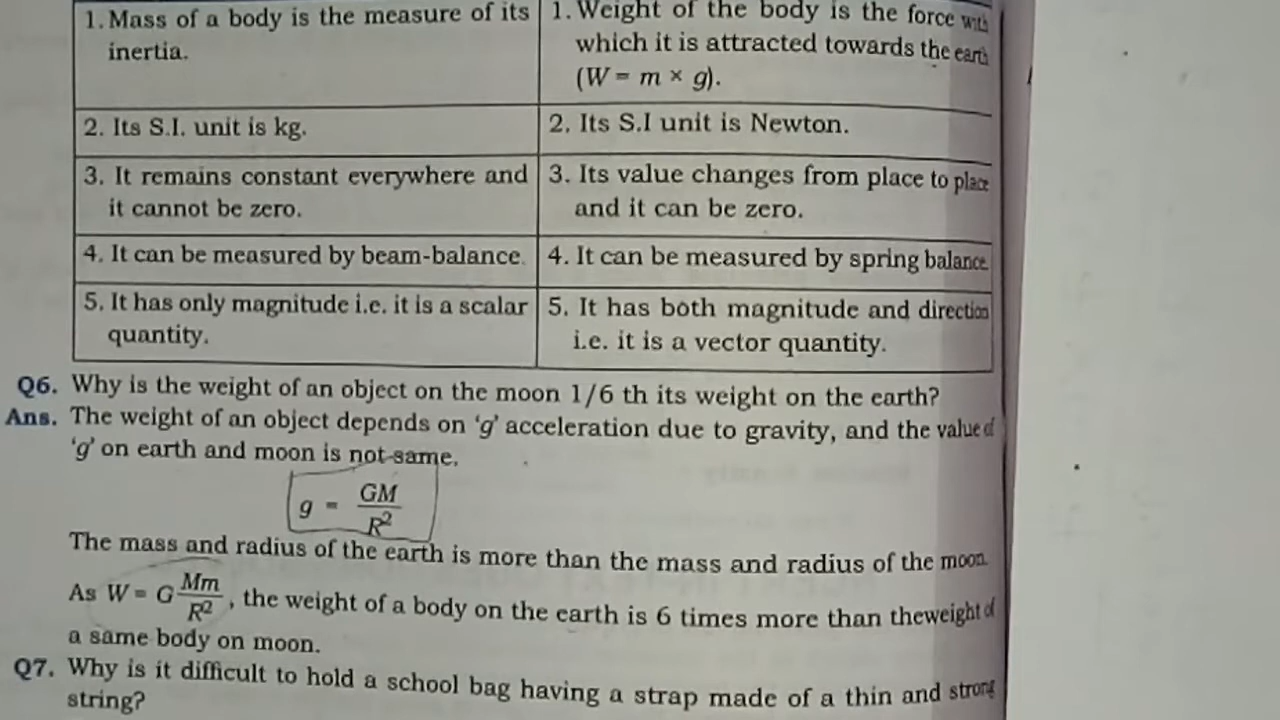 1. Mass of a body is the measure of its
inertia.
1. Weight of the body is the force with
which it is attracted towards the earth
(W = m × g).
2. Its S.I. unit is kg.
2. Its S.I unit is Newton.
3. It remains constant everywhere and
it cannot be zero.
3. Its value changes from place to place
and it can be zero.
4. It can be measured by beam-balance.
4. It can be measured by spring balance.
5. It has only magnitude i.e. it is a scalar
quantity.
5. It has both magnitude and direction
i.e. it is a vector quantity.
Q6. Why is the weight of an object on the moon 1/6 th its weight on the earth?
Ans. The weight of an object depends on ‘g’ acceleration due to gravity, and the value of
‘g’ on earth and moon is not same.
g = GM/R²
The mass and radius of the earth is more than the mass and radius of the moon.
As W = G Mm/R², the weight of a body on the earth is 6 times more than theweight of
a same body on moon.
Q7. Why is it difficult to hold a school bag having a strap made of a thin and strong
string?